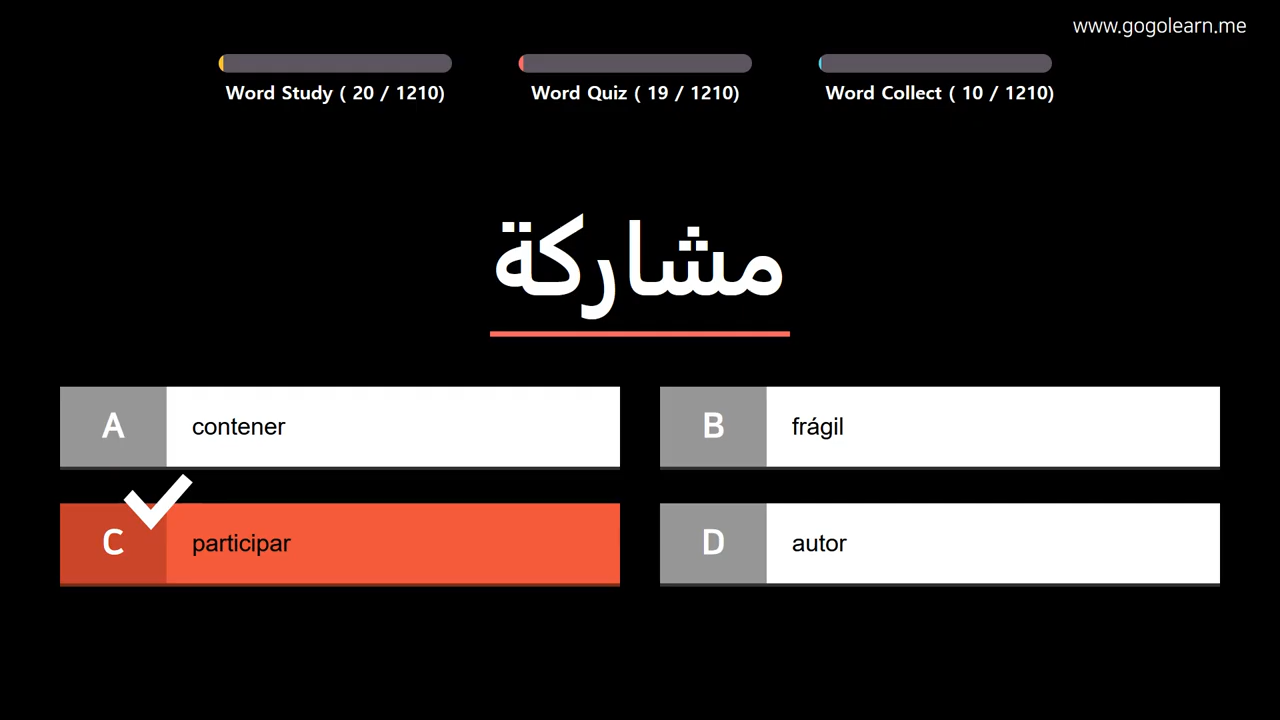 www.gogolearn.me
Word Study ( 20 / 1210)
Word Quiz ( 19 / 1210)
Word Collect ( 10 / 1210)
مشاركة
A contener
B frágil
C participar
D autor